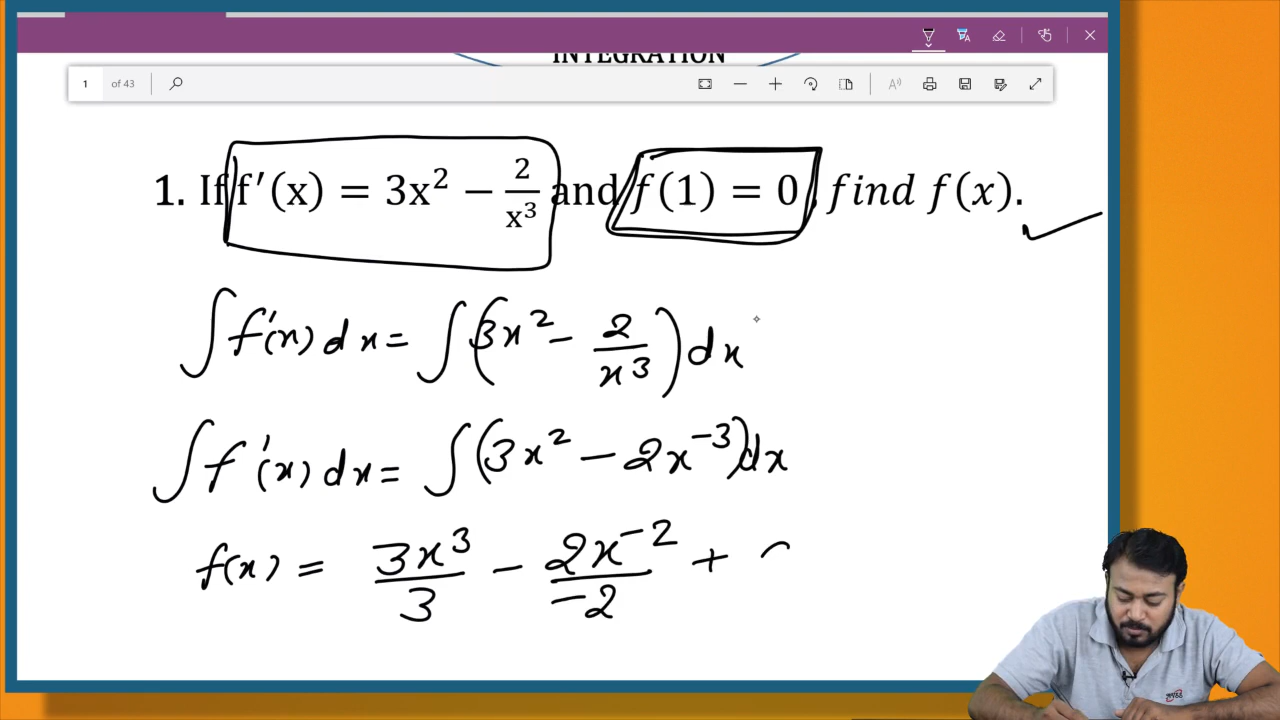 INTEGRATION
1 of 43
1. If f′(x) = 3x² − 2/x³ and f(1) = 0, find f(x).
∫ f′(x) dx = ∫ (3x² − 2/x³) dx
∫ f′(x) dx = ∫ (3x² − 2x⁻³) dx
f(x) = 3x³/3 − 2x⁻²/−2 +